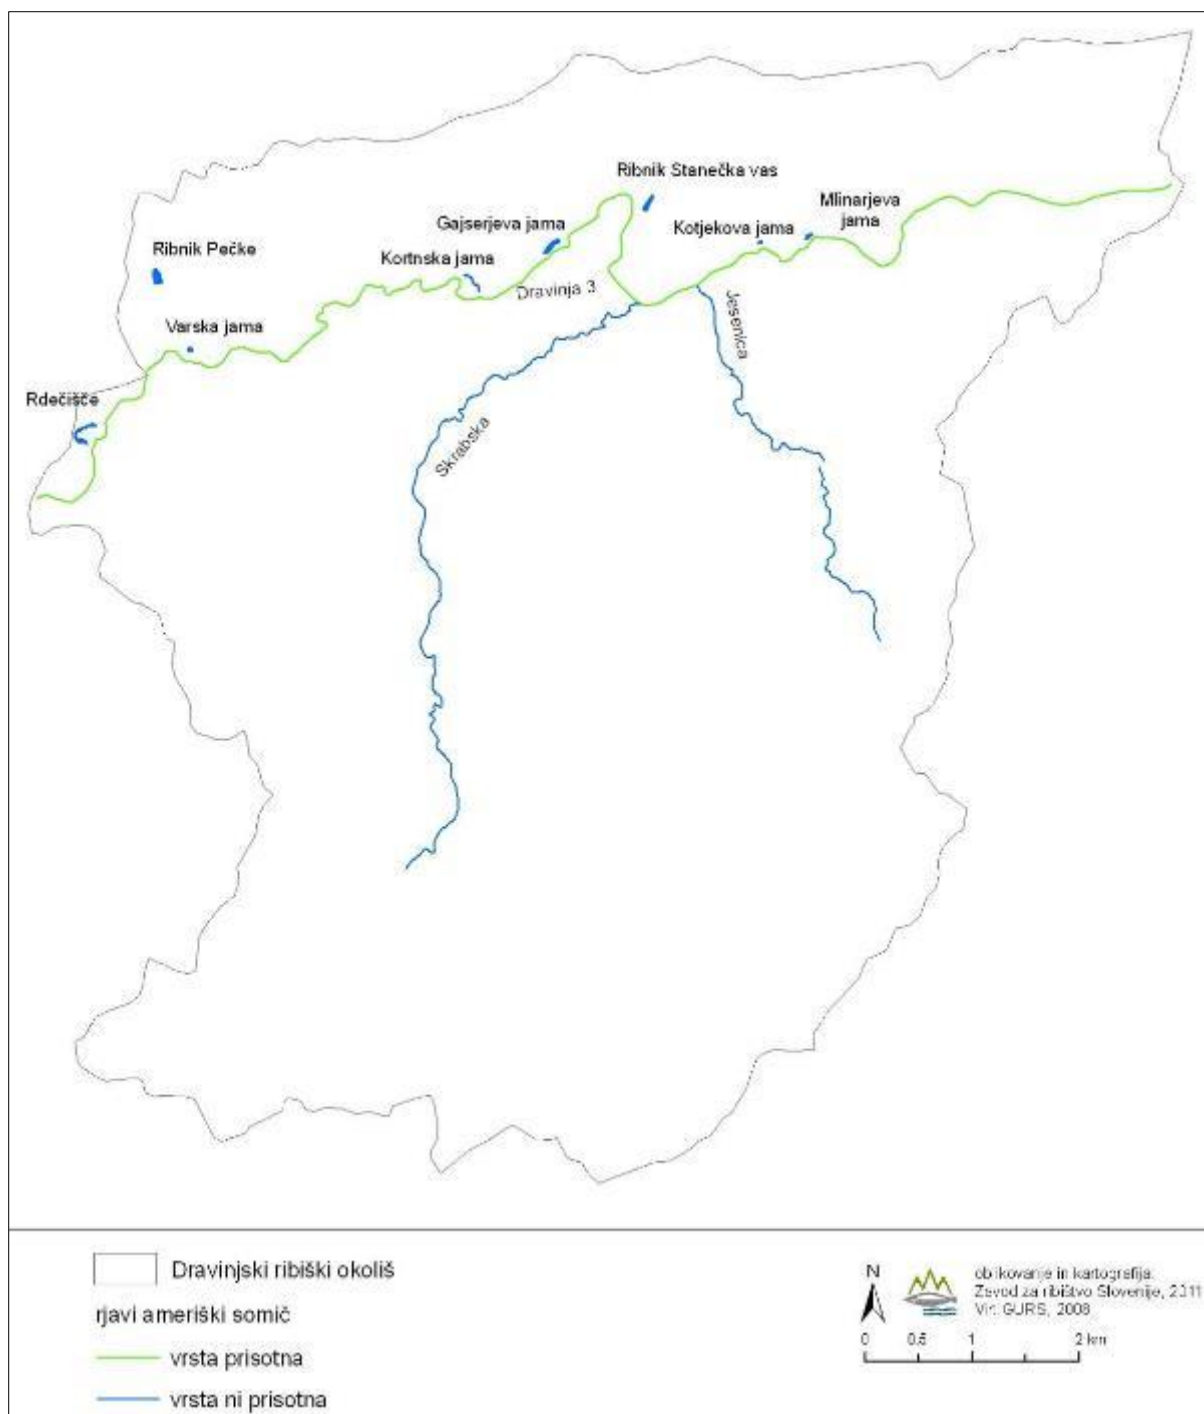 Ribnik Stanečka vas
Mlinarjeva
jama
Gajserjeva jama
Kotjekova jama
Ribnik Pečke
Kortnska jama
Dravinja 3
Jesenica
Varska jama
Rdečišče
Skrabska
Dravinjski ribiški okoliš
rjavi ameriški somič
vrsta prisotna
vrsta ni prisotna
N
oblikovanje in kartografija:
Zavod za ribištvo Slovenije, 2011
Vir: GURS, 2008
0 0.5 1 2 km